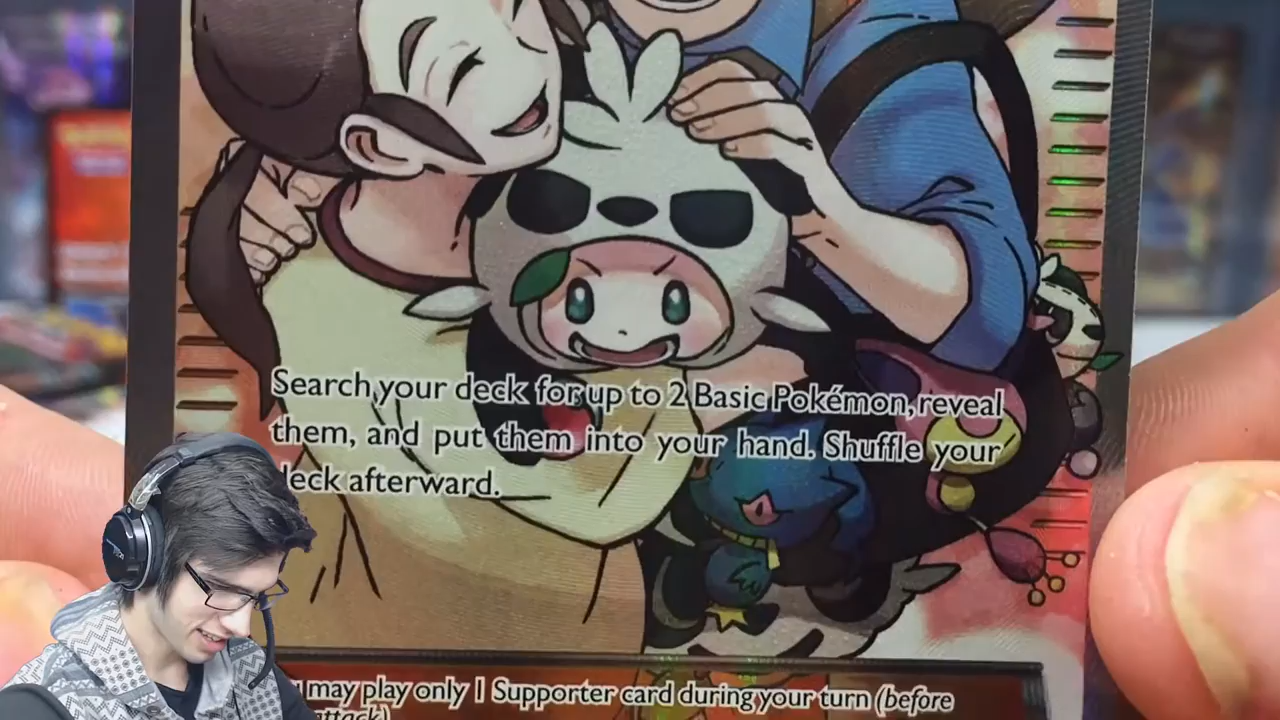 Search your deck for up to 2 Basic Pokémon, reveal
them, and put them into your hand. Shuffle your
deck afterward.
may play only 1 Supporter card during your turn (before
attack).